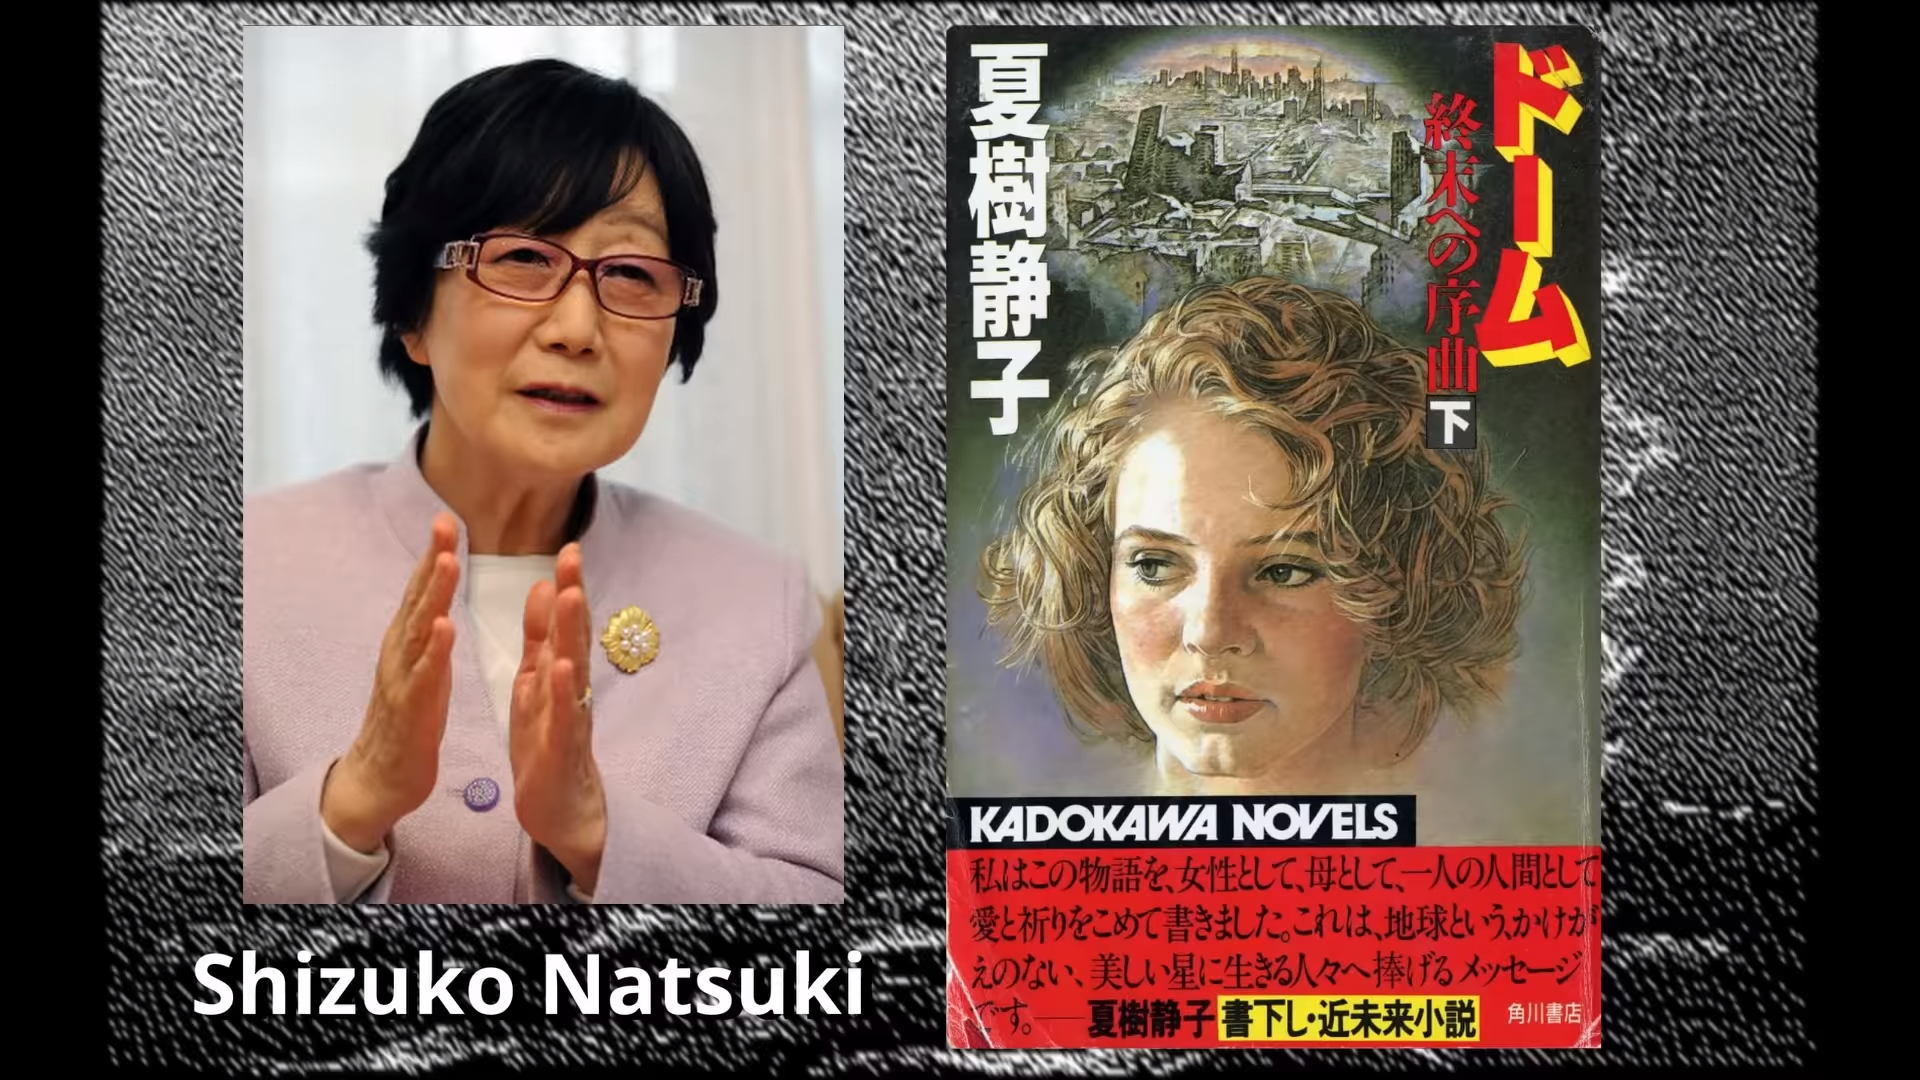 Shizuko Natsuki
夏樹静子
ドーム
終末への序曲
下
KADOKAWA NOVELS
私はこの物語を、女性として、母として、一人の人間として
愛と祈りをこめて書きました。これは、地球という、かけが
えのない、美しい星に生きる人々へ捧げるメッセージ
です。——夏樹静子 書下し・近未来小説 角川書店